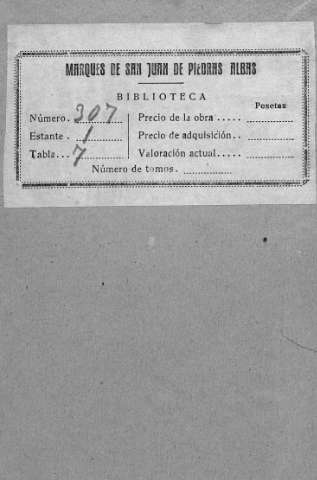 MARQUES DE SAN JUAN DE PIEDRAS ALBAS
BIBLIOTECA
Pesetas
Número. 307 Precio de la obra .....
Estante . 1 Precio de adquisición..
Tabla... 7 Valoración actual.....
Número de tomos.